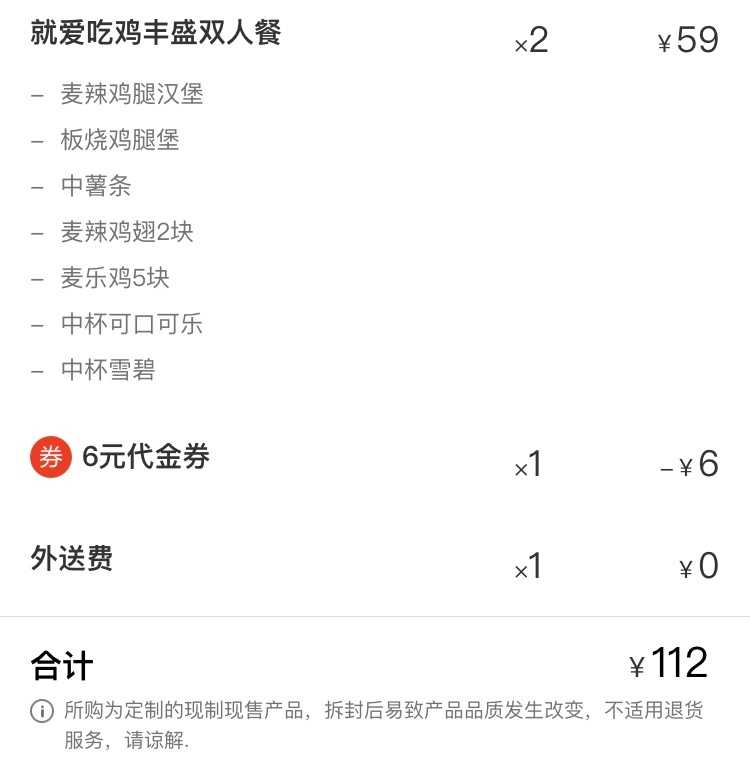 就爱吃鸡丰盛双人餐 ×2 ¥59
– 麦辣鸡腿汉堡
– 板烧鸡腿堡
– 中薯条
– 麦辣鸡翅2块
– 麦乐鸡5块
– 中杯可口可乐
– 中杯雪碧
券 6元代金券 ×1 –¥6
外送费 ×1 ¥0
合计 ¥112
所购为定制的现制现售产品，拆封后易致产品品质发生改变，不适用退货
服务，请谅解.